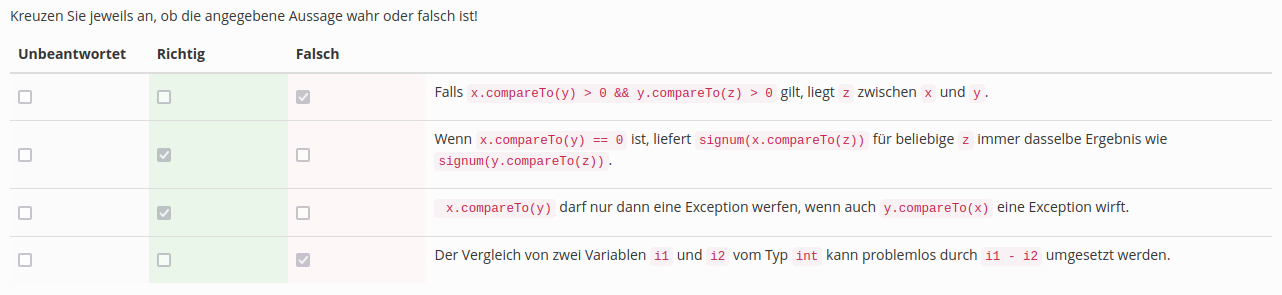 Kreuzen Sie jeweils an, ob die angegebene Aussage wahr oder falsch ist!
Unbeantwortet Richtig Falsch
Falls x.compareTo(y) > 0 && y.compareTo(z) > 0 gilt, liegt z zwischen x und y.
Wenn x.compareTo(y) == 0 ist, liefert signum(x.compareTo(z)) für beliebige z immer dasselbe Ergebnis wie
signum(y.compareTo(z)).
x.compareTo(y) darf nur dann eine Exception werfen, wenn auch y.compareTo(x) eine Exception wirft.
Der Vergleich von zwei Variablen i1 und i2 vom Typ int kann problemlos durch i1 - i2 umgesetzt werden.